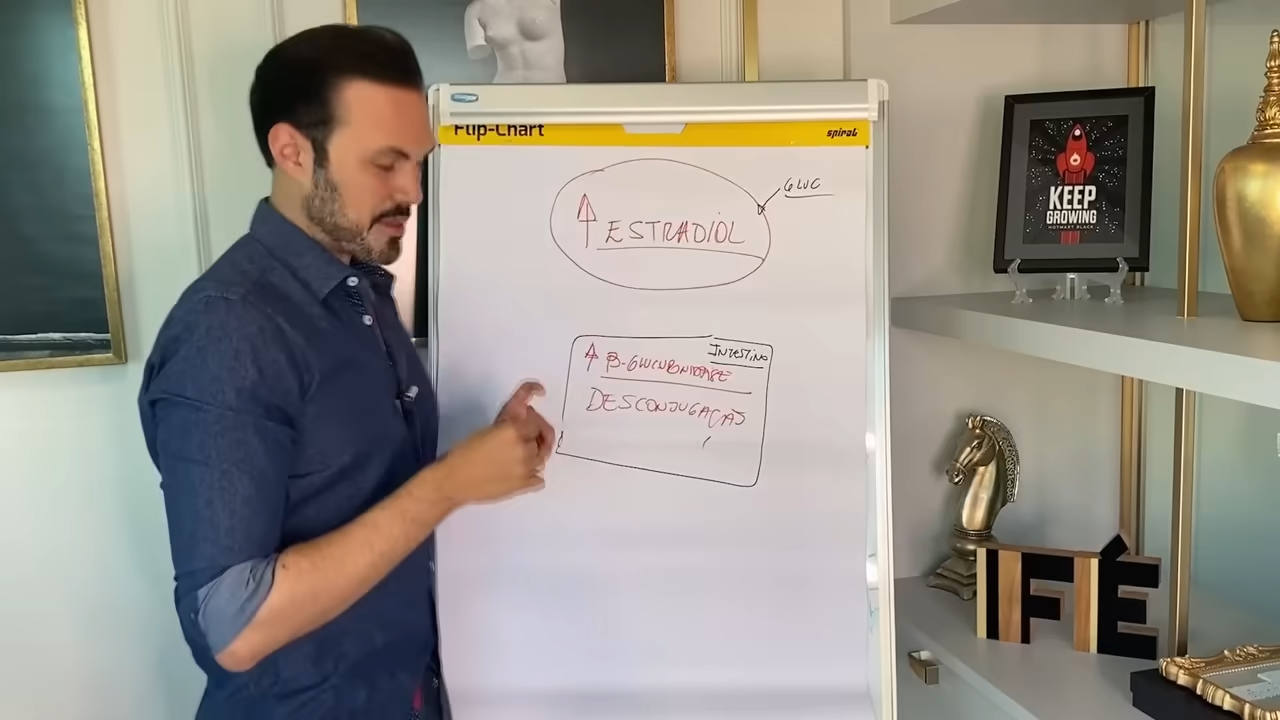 Flip-Chart
spiral
GLUC
ESTRADIOL
INTESTINO
β-GLUCURONIDASE
DESCONJUGAÇÃO
KEEP
GROWING
HOTMART BLACK
FÉ